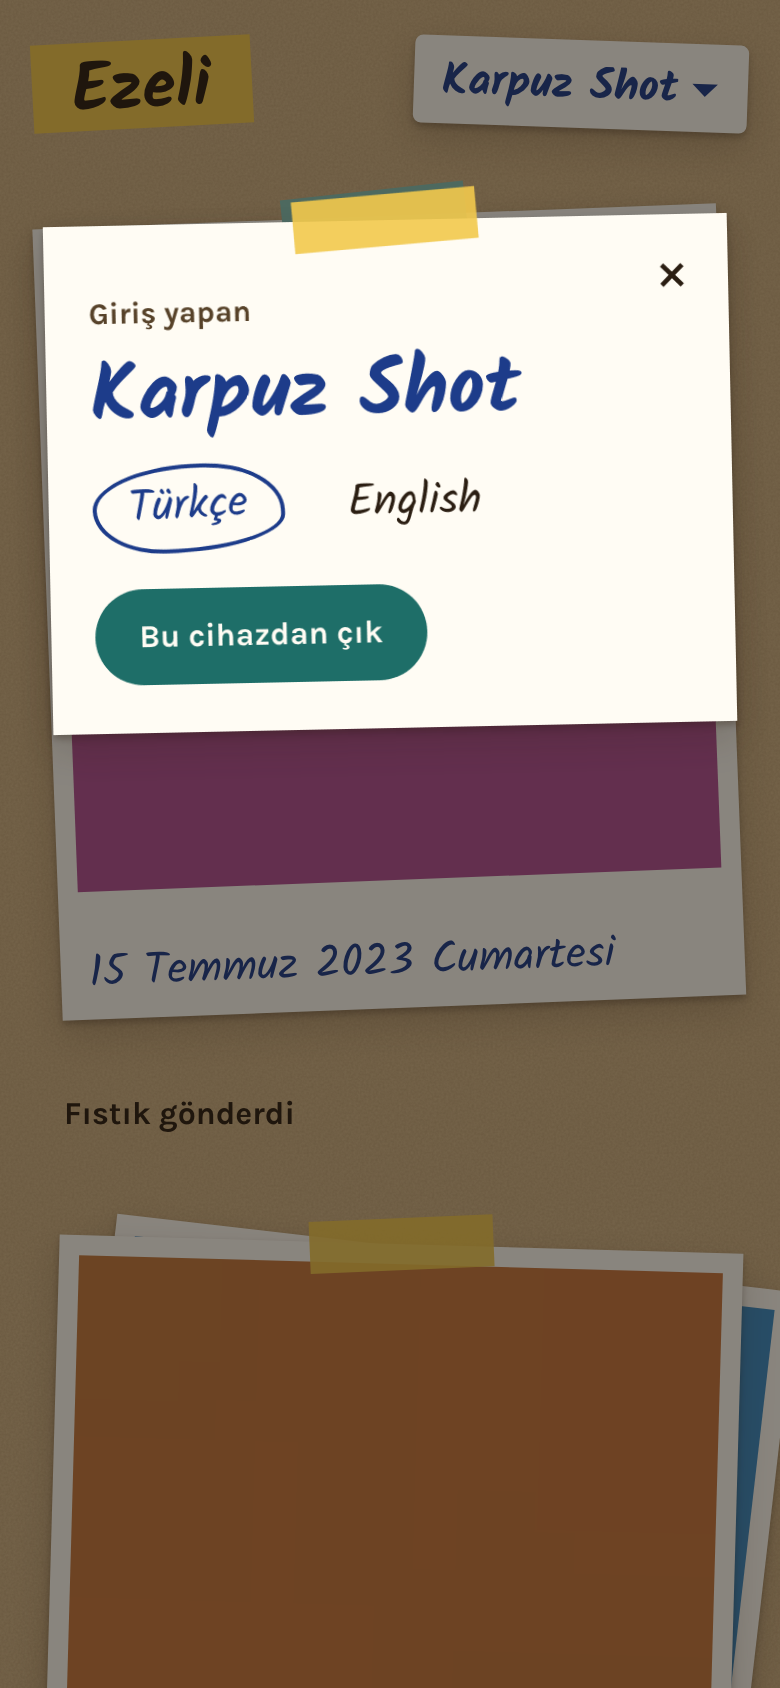 Ezeli
Karpuz Shot
Giriş yapan
Karpuz Shot
Türkçe English
Bu cihazdan çık
15 Temmuz 2023 Cumartesi
Fıstık gönderdi